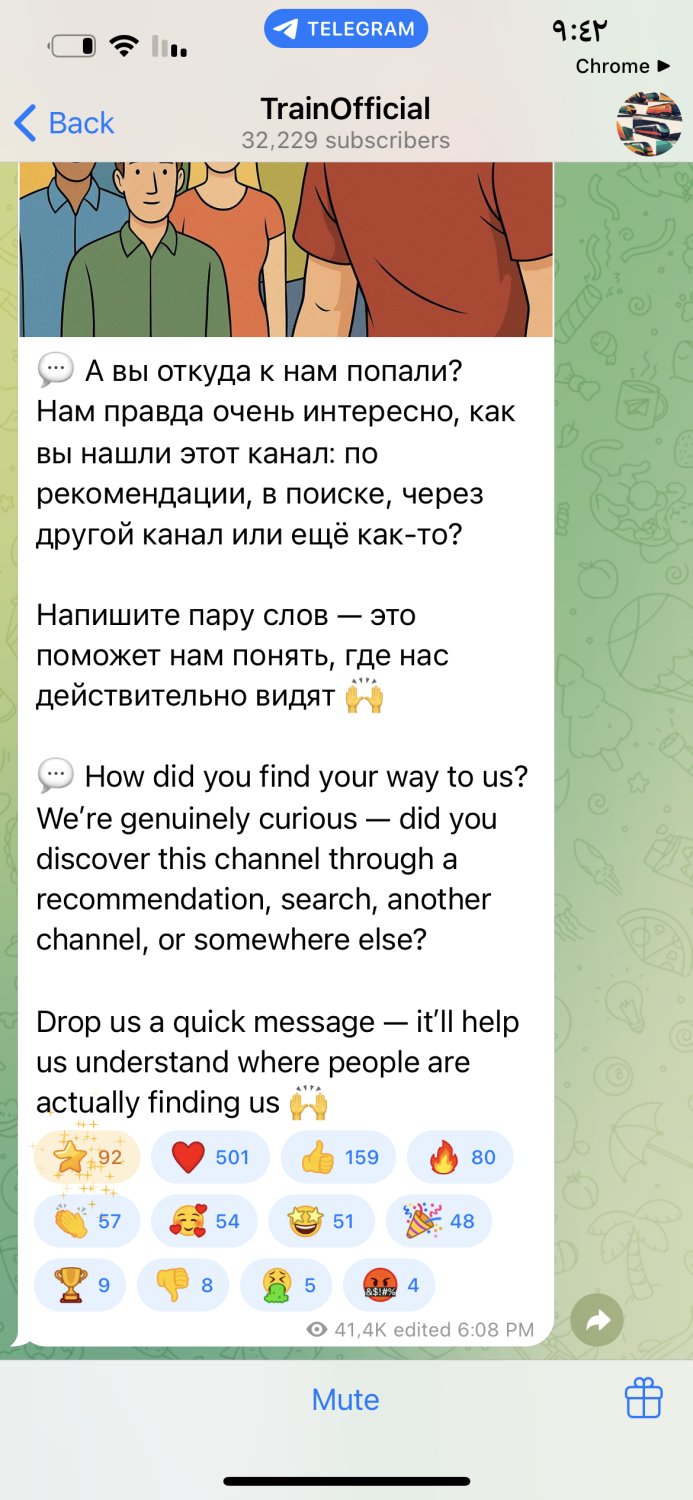 TELEGRAM
٩:٤٢
Chrome ▶
Back
TrainOfficial
32,229 subscribers
💬 А вы откуда к нам попали?
Нам правда очень интересно, как
вы нашли этот канал: по
рекомендации, в поиске, через
другой канал или ещё как-то?
Напишите пару слов — это
поможет нам понять, где нас
действительно видят 🙌
💬 How did you find your way to us?
We’re genuinely curious — did you
discover this channel through a
recommendation, search, another
channel, or somewhere else?
Drop us a quick message — it’ll help
us understand where people are
actually finding us 🙌
⭐ 92 ❤️ 501 👍 159 🔥 80
👏 57 🥰 54 🤩 51 🎉 48
🏆 9 👎 8 🤮 5 🤬 4
41,4K edited 6:08 PM
Mute